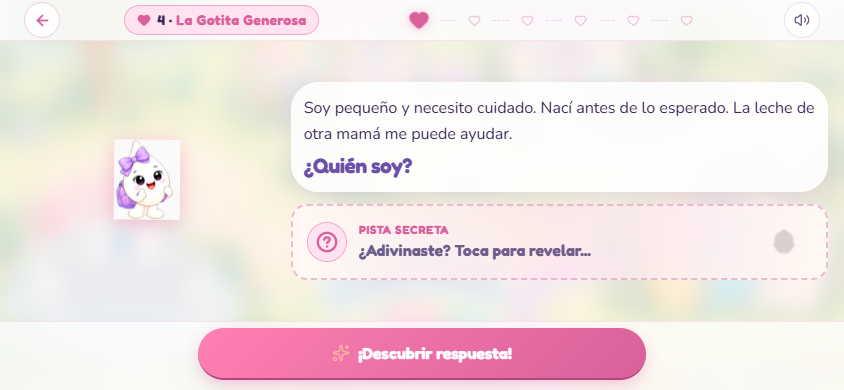 4 · La Gotita Generosa
Soy pequeño y necesito cuidado. Nací antes de lo esperado. La leche de
otra mamá me puede ayudar.
¿Quién soy?
PISTA SECRETA
¿Adivinaste? Toca para revelar...
¡Descubrir respuesta!